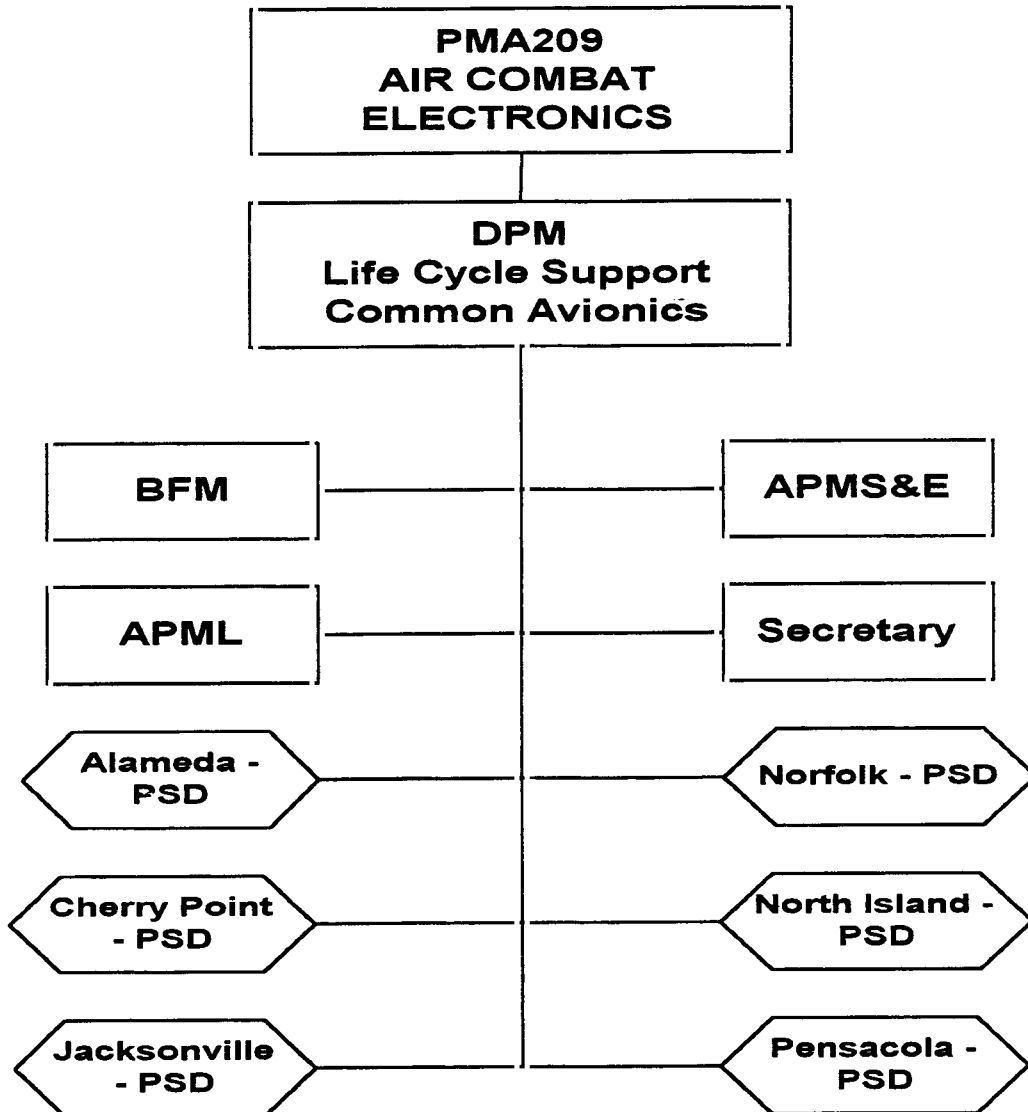 PMA209
AIR COMBAT
ELECTRONICS
DPM
Life Cycle Support
Common Avionics
BFM
APMS&E
APML
Secretary
Alameda -
PSD
Norfolk - PSD
Cherry Point
- PSD
North Island -
PSD
Jacksonville
- PSD
Pensacola -
PSD